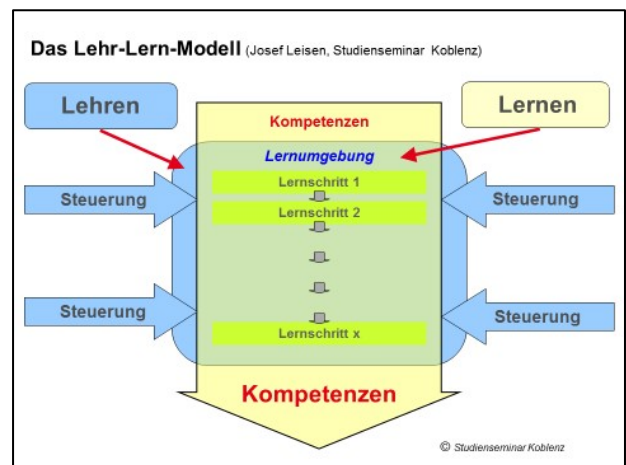 Das Lehr-Lern-Modell (Josef Leisen, Studienseminar Koblenz)
Lehren
Lernen
Kompetenzen
Lernumgebung
Lernschritt 1
Steuerung
Steuerung
Lernschritt 2
Steuerung
Steuerung
Lernschritt x
Kompetenzen
© Studienseminar Koblenz